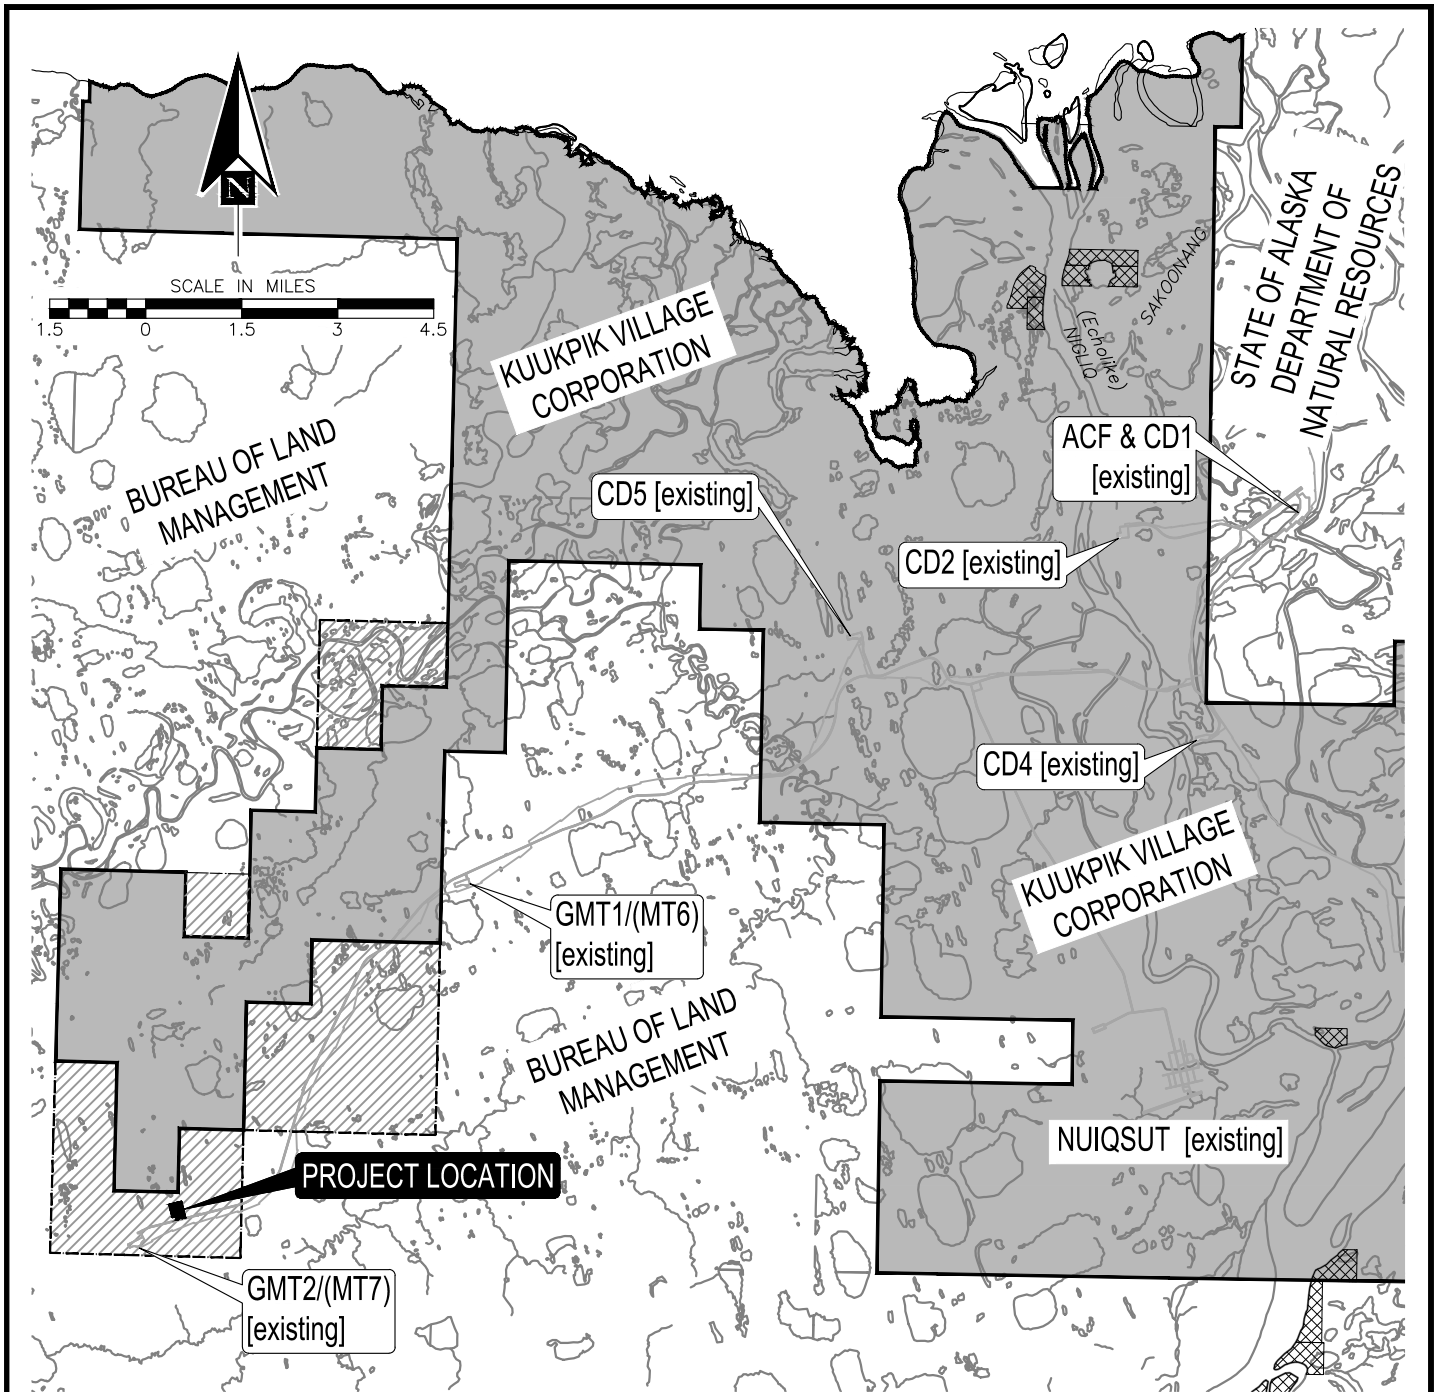 N
SCALE IN MILES
1.5 0 1.5 3 4.5
KUUKPIK VILLAGE
CORPORATION
SAKOONANG
(Echolike)
NIGLIQ
STATE OF ALASKA
DEPARTMENT OF
NATURAL RESOURCES
BUREAU OF LAND
MANAGEMENT
ACF & CD1
[existing]
CD5 [existing]
CD2 [existing]
CD4 [existing]
KUUKPIK VILLAGE
CORPORATION
GMT1/(MT6)
[existing]
BUREAU OF LAND
MANAGEMENT
NUIQSUT [existing]
PROJECT LOCATION
GMT2/(MT7)
[existing]